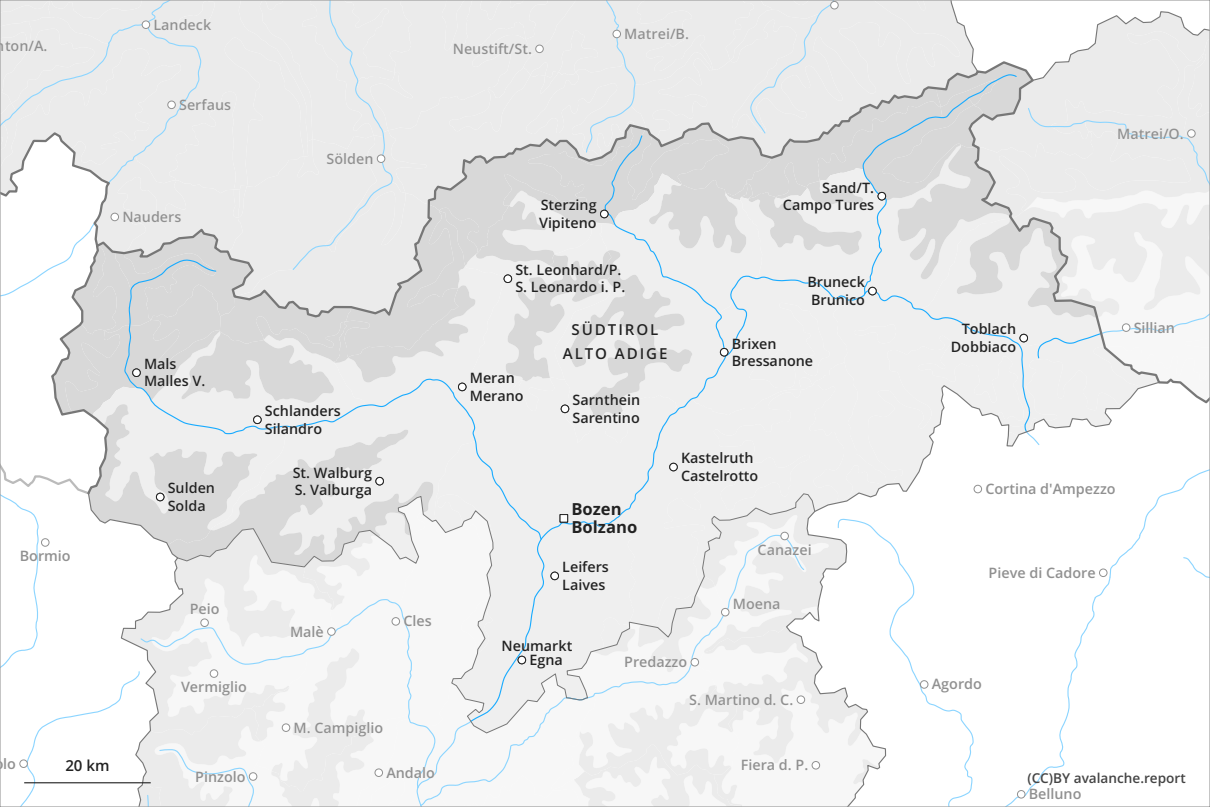 Landeck
Matrei/B.
nton/A.
Neustift/St.
Serfaus
Matrei/O.
Sölden
Sand/T.
Campo Tures
Sterzing
Vipiteno
Nauders
St. Leonhard/P.
S. Leonardo i. P.
Bruneck
Brunico
SÜDTIROL
ALTO ADIGE
Toblach
Dobbiaco
Sillian
Brixen
Bressanone
Mals
Malles V.
Meran
Merano
Sarnthein
Sarentino
Schlanders
Silandro
Kastelruth
Castelrotto
St. Walburg
S. Valburga
Sulden
Solda
Cortina d'Ampezzo
Bozen
Bolzano
Bormio
Canazei
Leifers
Laives
Pieve di Cadore
Peio
Moena
Malè
Cles
Neumarkt
Egna
Predazzo
Vermiglio
Agordo
S. Martino d. C.
M. Campiglio
olo
20 km
Pinzolo
Andalo
Fiera d. P.
(CC)BY avalanche.report
Belluno